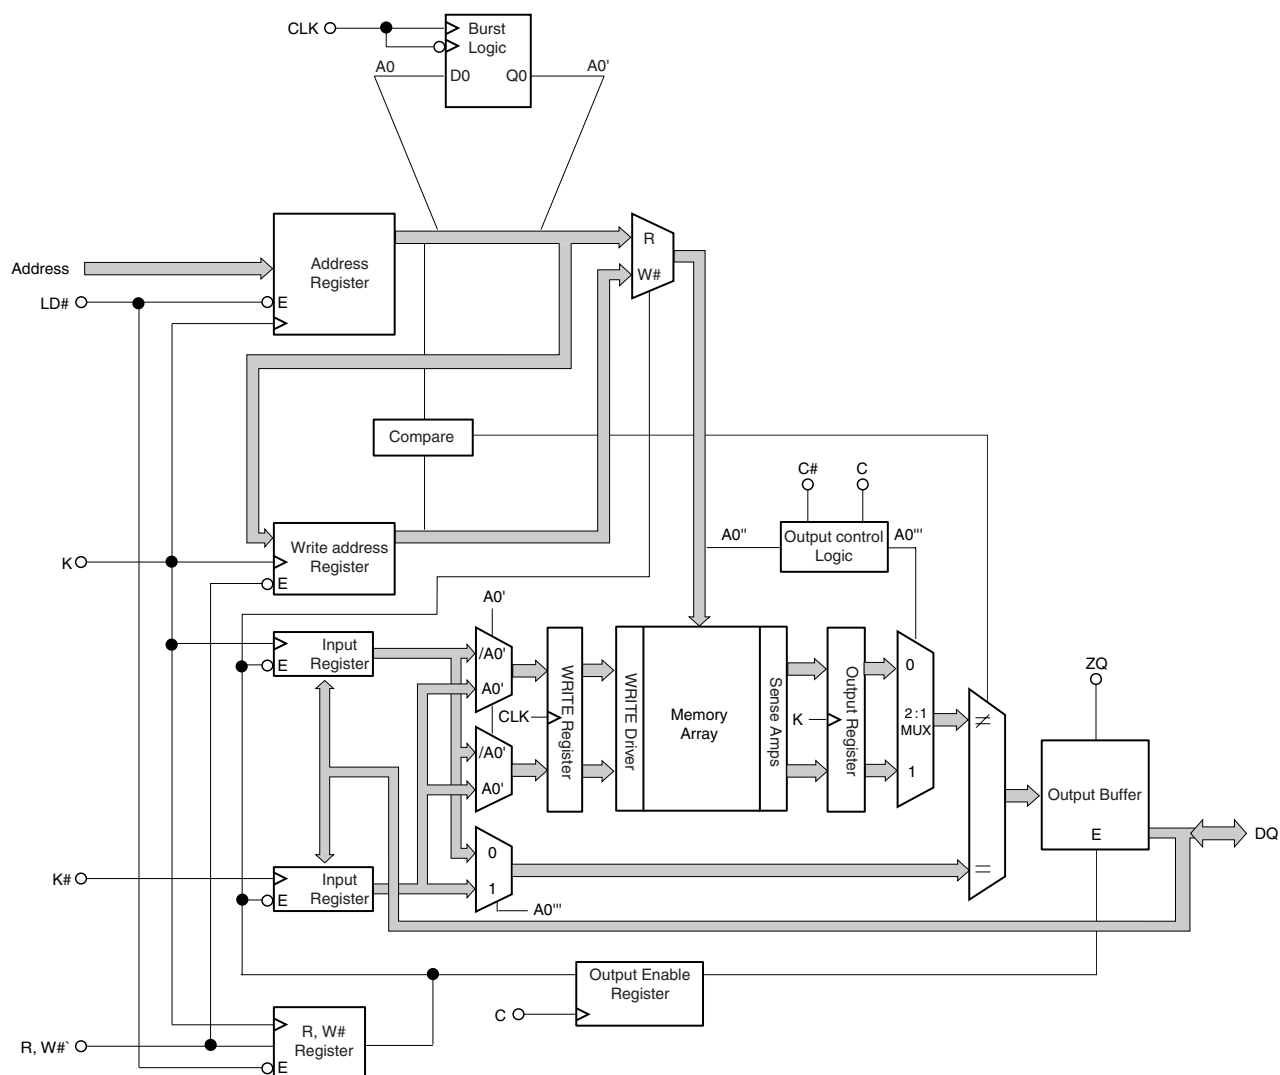 CLK
Burst
Logic
A0
D0
Q0
A0'
Address
Address
Register
R
W#
LD#
E
Compare
C#
C
A0''
Output control
Logic
A0'''
Write address
Register
K
E
A0'
Input
Register
E
/A0'
A0'
CLK
/A0'
A0'
WRITE Register
WRITE Driver
Memory
Array
Sense Amps
K
Output Register
0
2:1
MUX
1
≠
ZQ
Output Buffer
E
DQ
K#
Input
Register
E
0
1
=
A0'''
Output Enable
Register
C
R, W#`
R, W#
Register
E